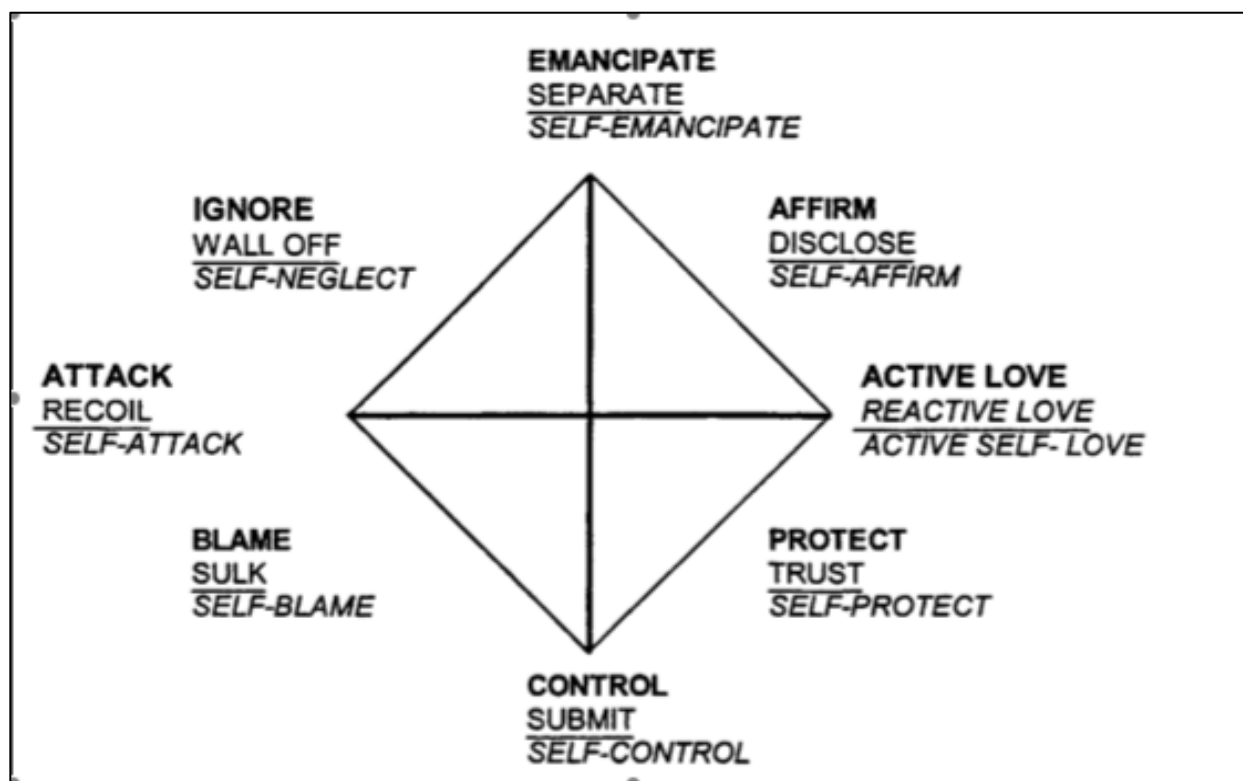 EMANCIPATE
SEPARATE
SELF-EMANCIPATE
IGNORE
WALL OFF
SELF-NEGLECT
AFFIRM
DISCLOSE
SELF-AFFIRM
ATTACK
RECOIL
SELF-ATTACK
ACTIVE LOVE
REACTIVE LOVE
ACTIVE SELF- LOVE
BLAME
SULK
SELF-BLAME
PROTECT
TRUST
SELF-PROTECT
CONTROL
SUBMIT
SELF-CONTROL